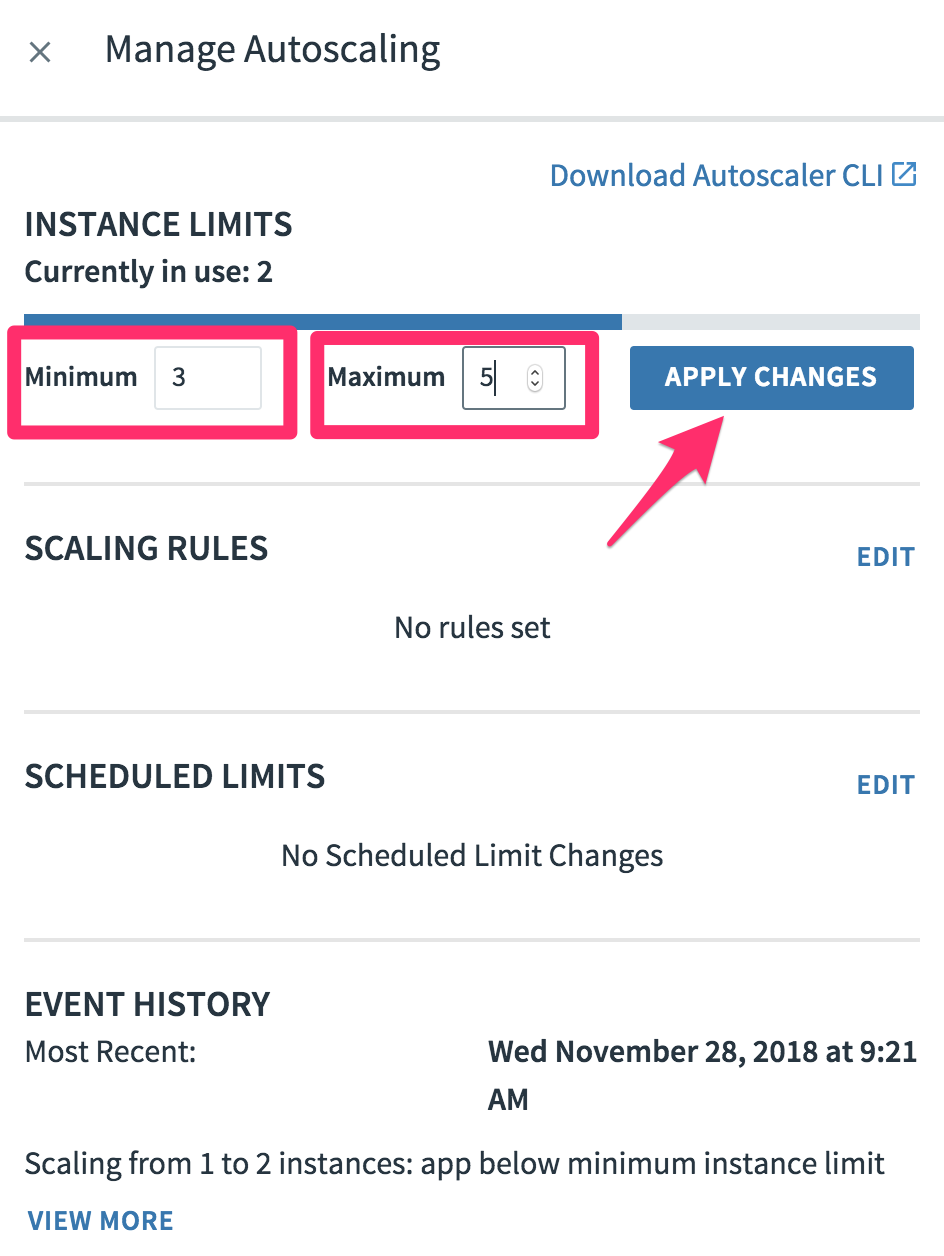 Manage Autoscaling
Download Autoscaler CLI
INSTANCE LIMITS
Currently in use: 2
Minimum 3 Maximum 5 APPLY CHANGES
SCALING RULES EDIT
No rules set
SCHEDULED LIMITS EDIT
No Scheduled Limit Changes
EVENT HISTORY
Most Recent: Wed November 28, 2018 at 9:21
AM
Scaling from 1 to 2 instances: app below minimum instance limit
VIEW MORE